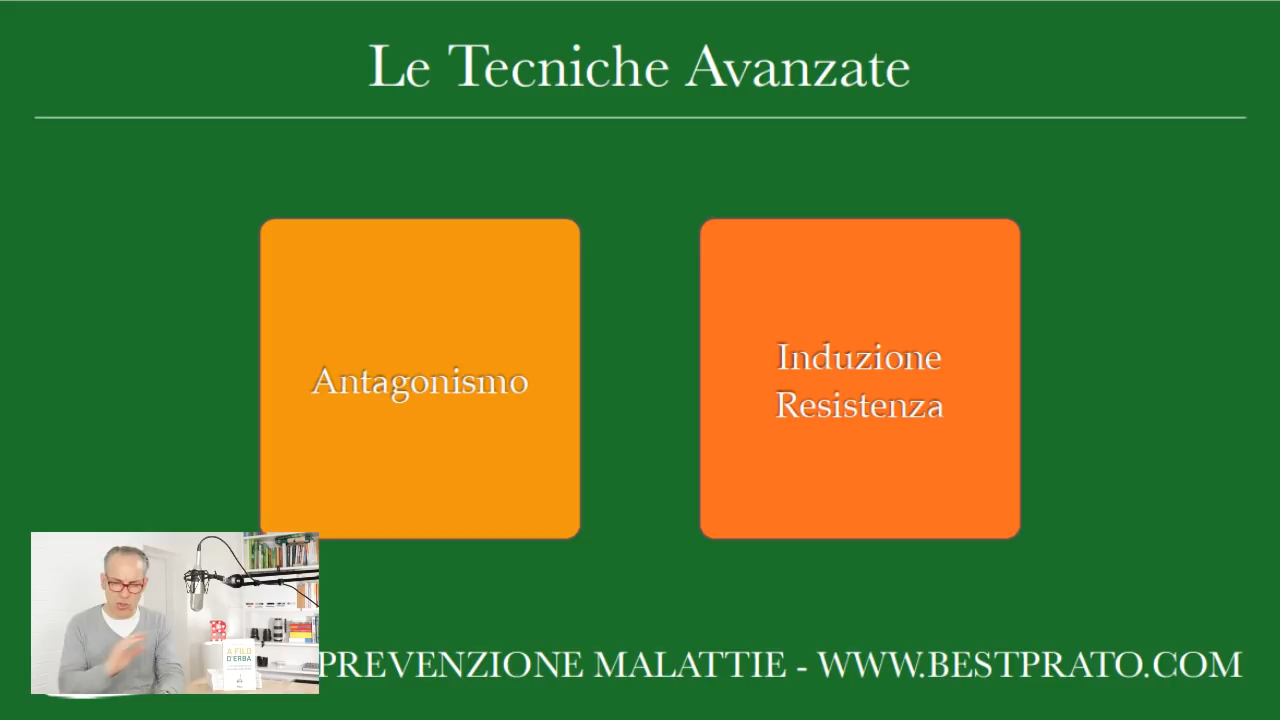 Le Tecniche Avanzate
Antagonismo
Induzione
Resistenza
A FILO
D'ERBA
PREVENZIONE MALATTIE - WWW.BESTPRATO.COM